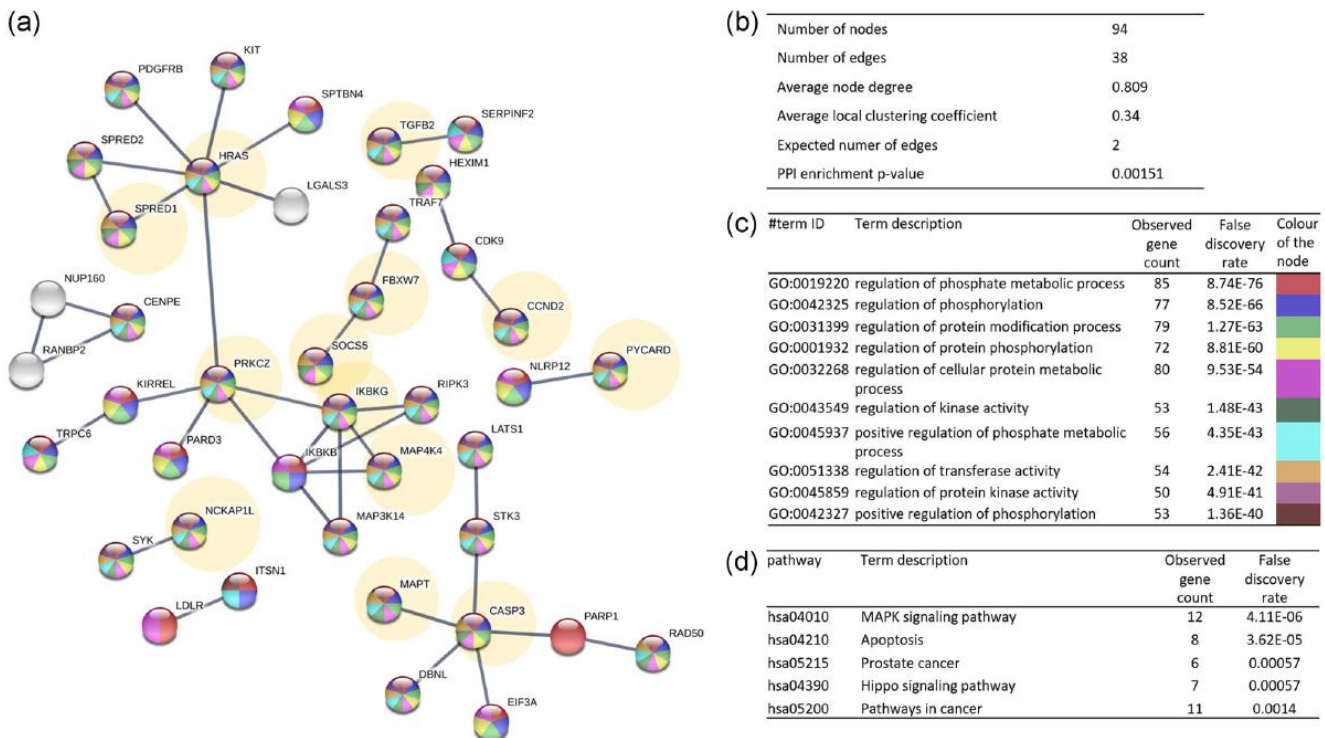 (a)
KIT
PDGFRB
SPTBN4
SPRED2
HRAS
LGALS3
SPRED1
TGFB2
SERPINF2
HEXIM1
TRAF7
CDK9
FBXW7
CCND2
NUP160
CENPE
RANBP2
SOCS5
PYCARD
NLRP12
PRKCZ
KIRREL
IKBKG
RIPK3
TRPC6
PARD3
LATS1
IKBKB
MAP4K4
NCKAP1L
MAP3K14
STK3
SYK
ITSN1
LDLR
MAPT
CASP3
PARP1
RAD50
DBNL
EIF3A
(b)
Number of nodes 94
Number of edges 38
Average node degree 0.809
Average local clustering coefficient 0.34
Expected numer of edges 2
PPI enrichment p-value 0.00151
(c)
#term ID Term description Observed gene count False discovery rate Colour of the node
GO:0019220 regulation of phosphate metabolic process 85 8.74E-76
GO:0042325 regulation of phosphorylation 77 8.52E-66
GO:0031399 regulation of protein modification process 79 1.27E-63
GO:0001932 regulation of protein phosphorylation 72 8.81E-60
GO:0032268 regulation of cellular protein metabolic 80 9.53E-54
process
GO:0043549 regulation of kinase activity 53 1.48E-43
GO:0045937 positive regulation of phosphate metabolic 56 4.35E-43
process
GO:0051338 regulation of transferase activity 54 2.41E-42
GO:0045859 regulation of protein kinase activity 50 4.91E-41
GO:0042327 positive regulation of phosphorylation 53 1.36E-40
(d)
pathway Term description Observed gene count False discovery rate
hsa04010 MAPK signaling pathway 12 4.11E-06
hsa04210 Apoptosis 8 3.62E-05
hsa05215 Prostate cancer 6 0.00057
hsa04390 Hippo signaling pathway 7 0.00057
hsa05200 Pathways in cancer 11 0.0014